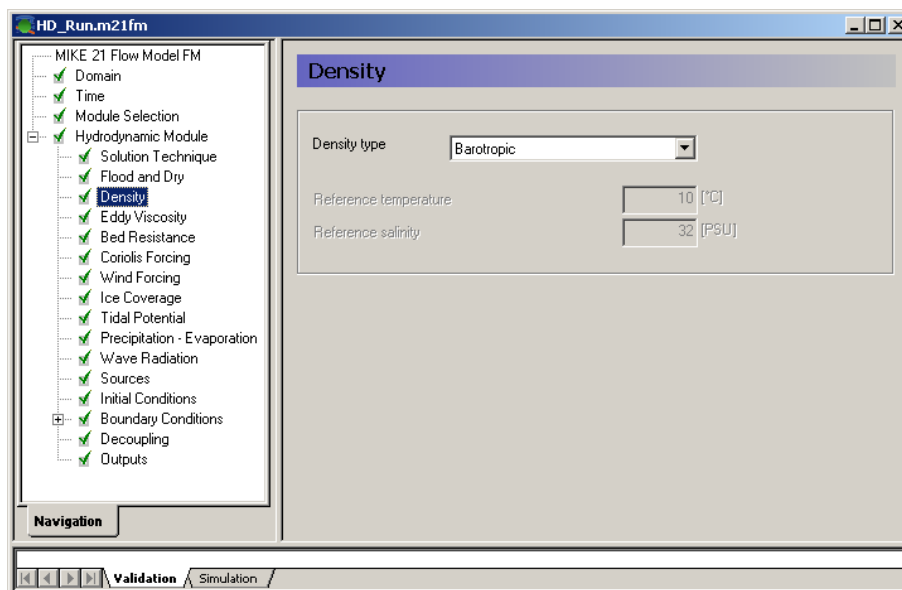 HD_Run.m21fm
MIKE 21 Flow Model FM
Domain
Time
Module Selection
Hydrodynamic Module
Solution Technique
Flood and Dry
Density
Eddy Viscosity
Bed Resistance
Coriolis Forcing
Wind Forcing
Ice Coverage
Tidal Potential
Precipitation - Evaporation
Wave Radiation
Sources
Initial Conditions
Boundary Conditions
Decoupling
Outputs
Navigation
Density
Density type Barotropic
Reference temperature 10 [°C]
Reference salinity 32 [PSU]
Validation Simulation